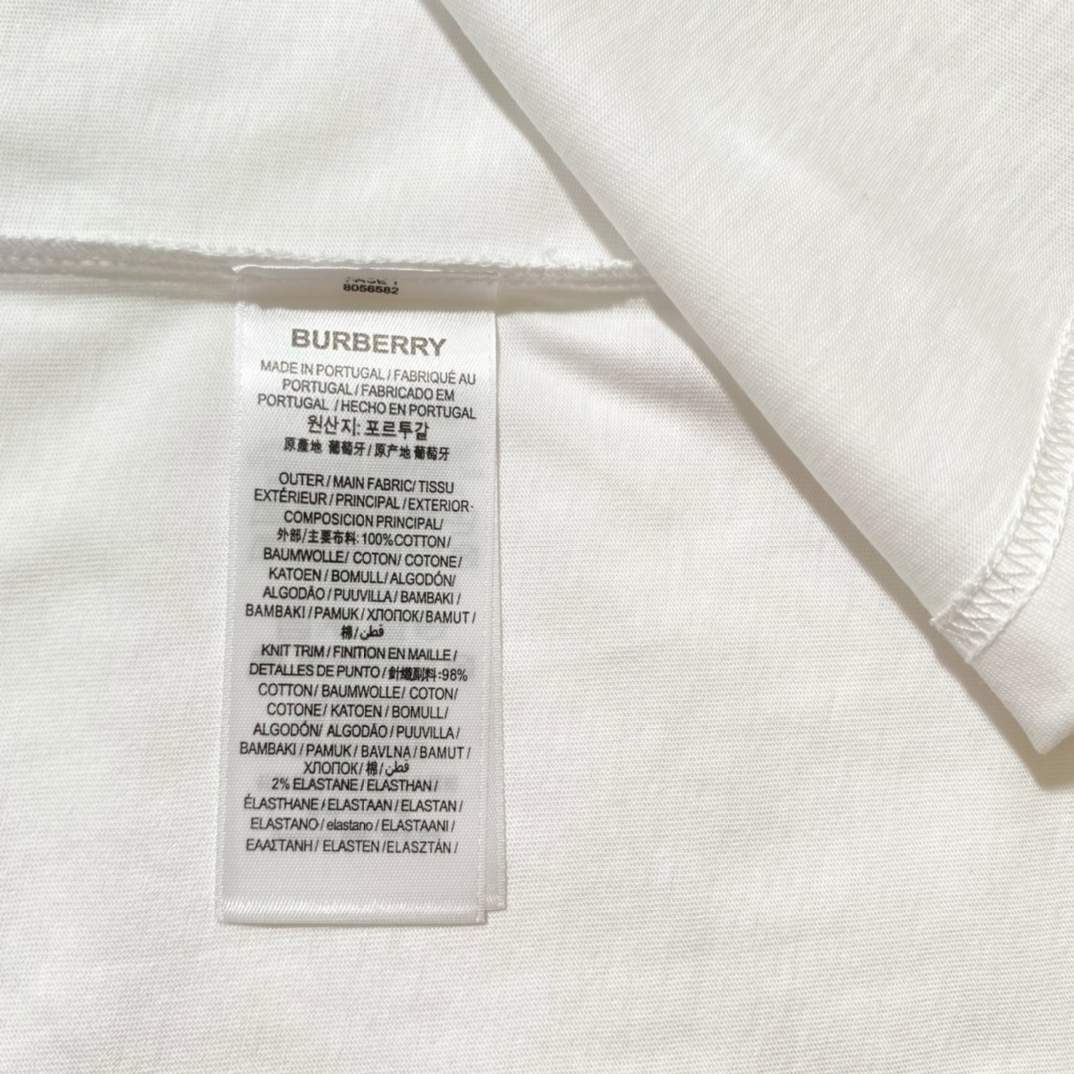 8056582
BURBERRY
MADE IN PORTUGAL / FABRIQUÉ AU
PORTUGAL / FABRICADO EM
PORTUGAL / HECHO EN PORTUGAL
원산지: 포르투갈
原產地 葡萄牙 / 原产地 葡萄牙
OUTER / MAIN FABRIC/ TISSU
EXTÉRIEUR / PRINCIPAL / EXTERIOR-
COMPOSICION PRINCIPAL/
外部/主要布料: 100% COTTON /
BAUMWOLLE/ COTON/ COTONE/
KATOEN / BOMULL/ ALGODÓN/
ALGODÃO / PUUVILLA / BAMBAKI /
BAMBAKI / PAMUK / ХЛОПОК/ BAMUT /
棉/قطن
KNIT TRIM / FINITION EN MAILLE /
DETALLES DE PUNTO / 針織副料:98%
COTTON / BAUMWOLLE/ COTON/
COTONE/ KATOEN / BOMULL/
ALGODÓN/ ALGODÃO / PUUVILLA /
BAMBAKI / PAMUK / BAVLNA / BAMUT /
ХЛОПОК/ 棉/قطن
2% ELASTANE / ELASTHAN /
ÉLASTHANE / ELASTAAN / ELASTAN /
ELASTANO / elastano / ELASTAANI /
ΕΛΑΣΤΑΝΗ / ELASTEN / ELASZTÁN /